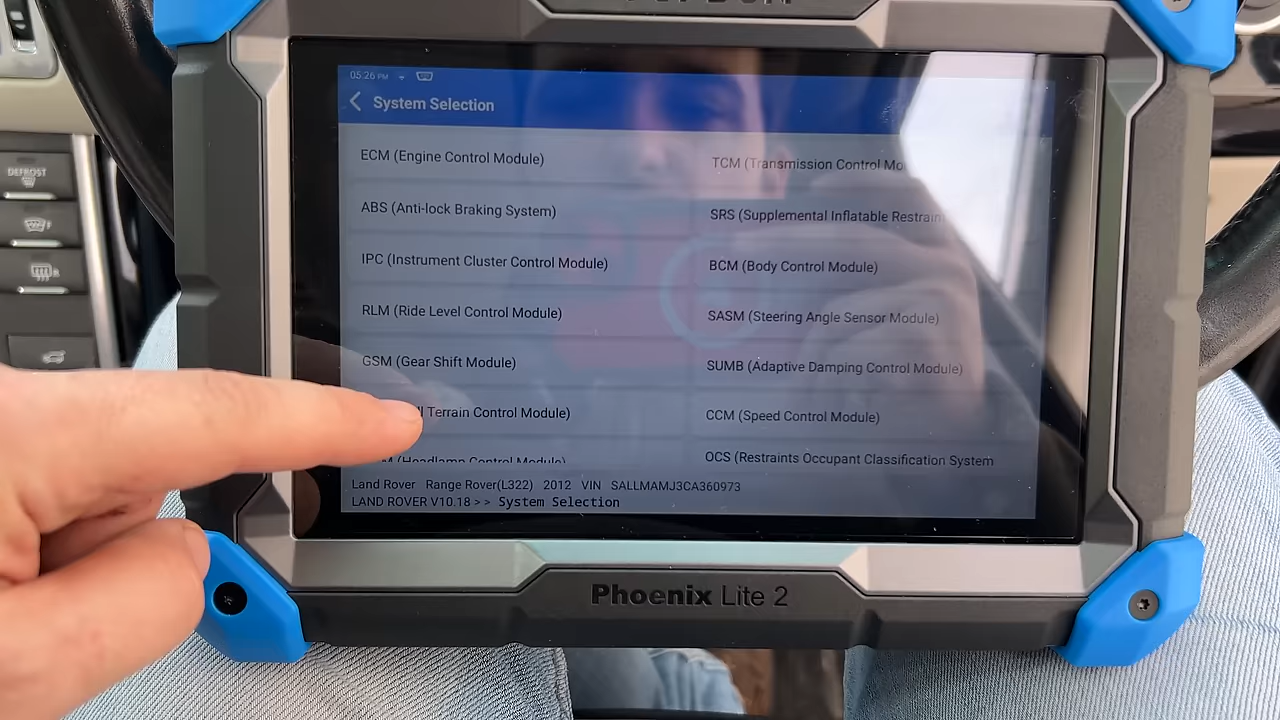 05:26 PM
System Selection
ECM (Engine Control Module)
TCM (Transmission Control Mo
ABS (Anti-lock Braking System)
SRS (Supplemental Inflatable Restrain
IPC (Instrument Cluster Control Module)
BCM (Body Control Module)
RLM (Ride Level Control Module)
SASM (Steering Angle Sensor Module)
GSM (Gear Shift Module)
SUMB (Adaptive Damping Control Module)
Terrain Control Module)
CCM (Speed Control Module)
(Headlamp Control Module)
OCS (Restraints Occupant Classification System
Land Rover Range Rover(L322) 2012 VIN SALLMAMJ3CA360973
LAND ROVER V10.18 >> System Selection
Phoenix Lite 2
DEFROST